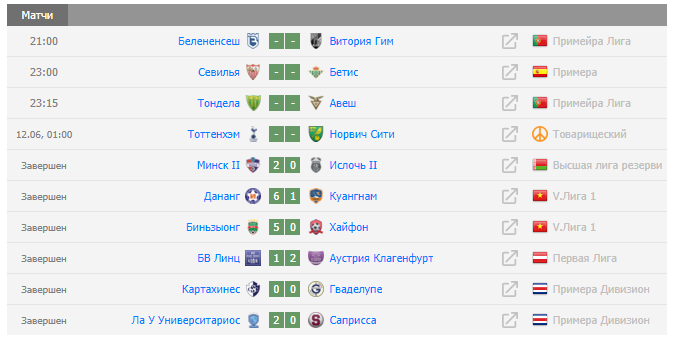 Матчи
21:00 Белененсеш - - Витория Гим Примейра Лига
23:00 Севилья - - Бетис Примера
23:15 Тондела - - Авеш Примейра Лига
12.06, 01:00 Тоттенхэм - - Норвич Сити Товарищеский
Завершен Минск II 2 0 Ислочь II Высшая лига резерви
Завершен Дананг 6 1 Куангнам V.Лига 1
Завершен Биньзыонг 5 0 Хайфон V.Лига 1
Завершен БВ Линц 1 2 Аустрия Клагенфурт Первая Лига
Завершен Картахинес 0 0 Гваделупе Примера Дивизион
Завершен Ла У Университариос 2 0 Саприсса Примера Дивизион